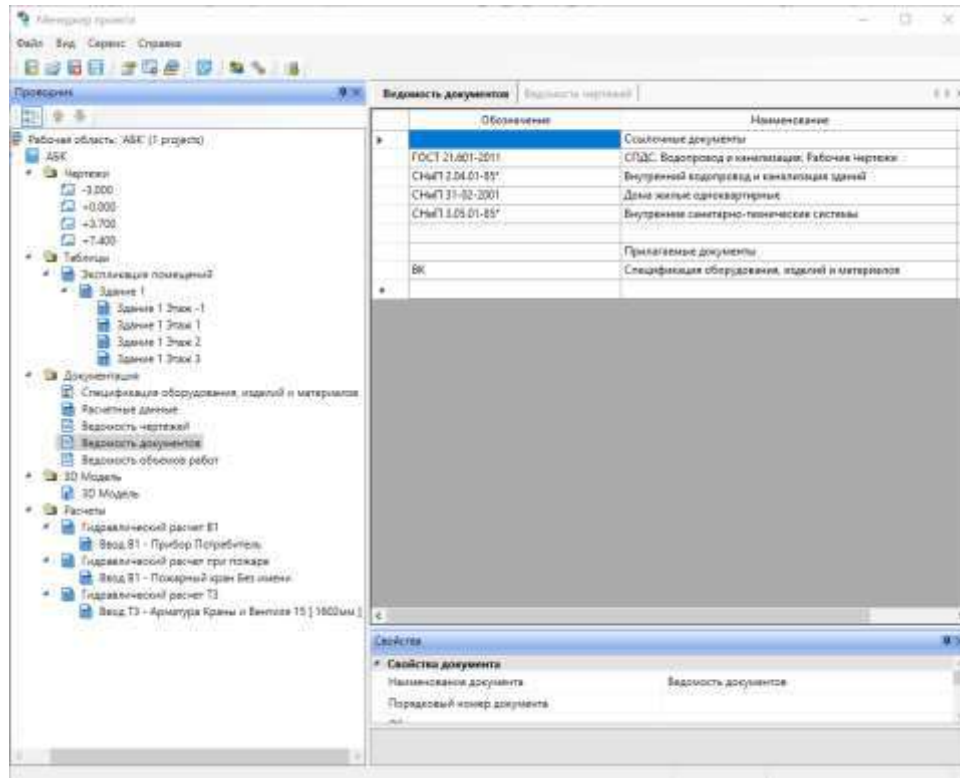 Менеджер проекта
Файл Вид Сервис Справка
Проводник
Рабочая область: 'АБК' (1 projects)
АБК
Чертежи
-3.000
+0.000
+3.700
+7.400
Таблицы
Экспликация помещений
Здание 1
Здание 1 Этаж -1
Здание 1 Этаж 1
Здание 1 Этаж 2
Здание 1 Этаж 3
Документация
Спецификация оборудования, изделий и материалов
Расчетные данные
Ведомость чертежей
Ведомость документов
Ведомость объемов работ
3D Модель
3D Модель
Расчеты
Гидравлический расчет В1
Ввод В1 - Прибор Потребитель
Гидравлический расчет при пожаре
Ввод В1 - Пожарный кран Без имени
Гидравлический расчет Т3
Ввод Т3 - Арматура Краны и Вентили 15 [ 1602мм ]
Ведомость документов Ведомость чертежей
Обозначение Наименование
Ссылочные документы
ГОСТ 21.601-2011 СПДС. Водопровод и канализация. Рабочие чертежи
СНиП 2.04.01-85* Внутренний водопровод и канализация зданий
СНиП 31-02-2001 Дома жилые одноквартирные
СНиП 3.05.01-85* Внутренние санитарно-технические системы
Прилагаемые документы
ВК Спецификация оборудования, изделий и материалов
Свойства
Свойства документа
Наименование документа Ведомость документов
Порядковый номер документа